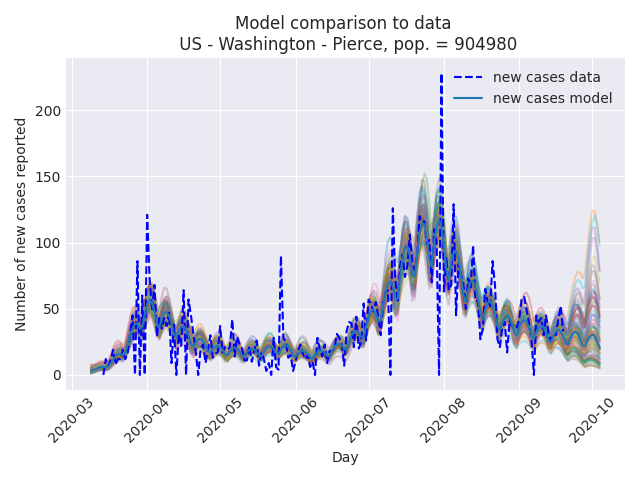 Model comparison to data
US - Washington - Pierce, pop. = 904980
new cases data
new cases model
Number of new cases reported
200
150
100
50
0
2020-03
2020-04
2020-05
2020-06
2020-07
2020-08
2020-09
2020-10
Day